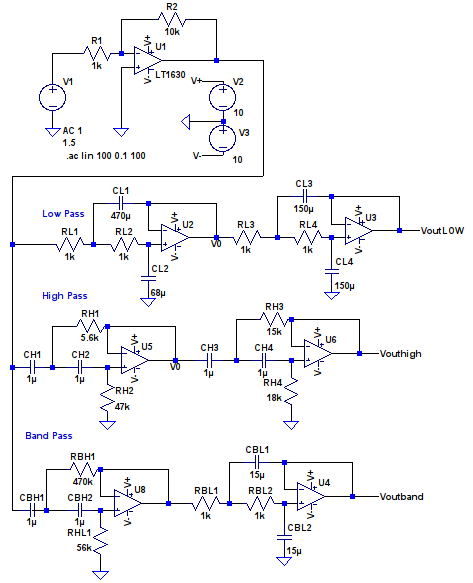 R2
10k
R1
1k
U1
V+
V-
LT1630
V1
AC 1
1.5
.ac lin 100 0.1 100
V+
V2
10
V3
V-
10
Low Pass
CL1
470µ
RL1
1k
RL2
1k
U2
V+
V-
V0
CL2
68µ
RL3
1k
CL3
150µ
RL4
1k
U3
V+
V-
CL4
150µ
VoutLOW
High Pass
RH1
5.6k
CH1
1µ
CH2
1µ
U5
V+
V-
V0
RH2
47k
CH3
1µ
RH3
15k
CH4
1µ
U6
V+
V-
RH4
18k
Vouthigh
Band Pass
RBH1
470k
CBH1
1µ
CBH2
1µ
U8
V+
V-
RHL1
56k
RBL1
1k
CBL1
15µ
RBL2
1k
U4
V+
V-
CBL2
15µ
Voutband